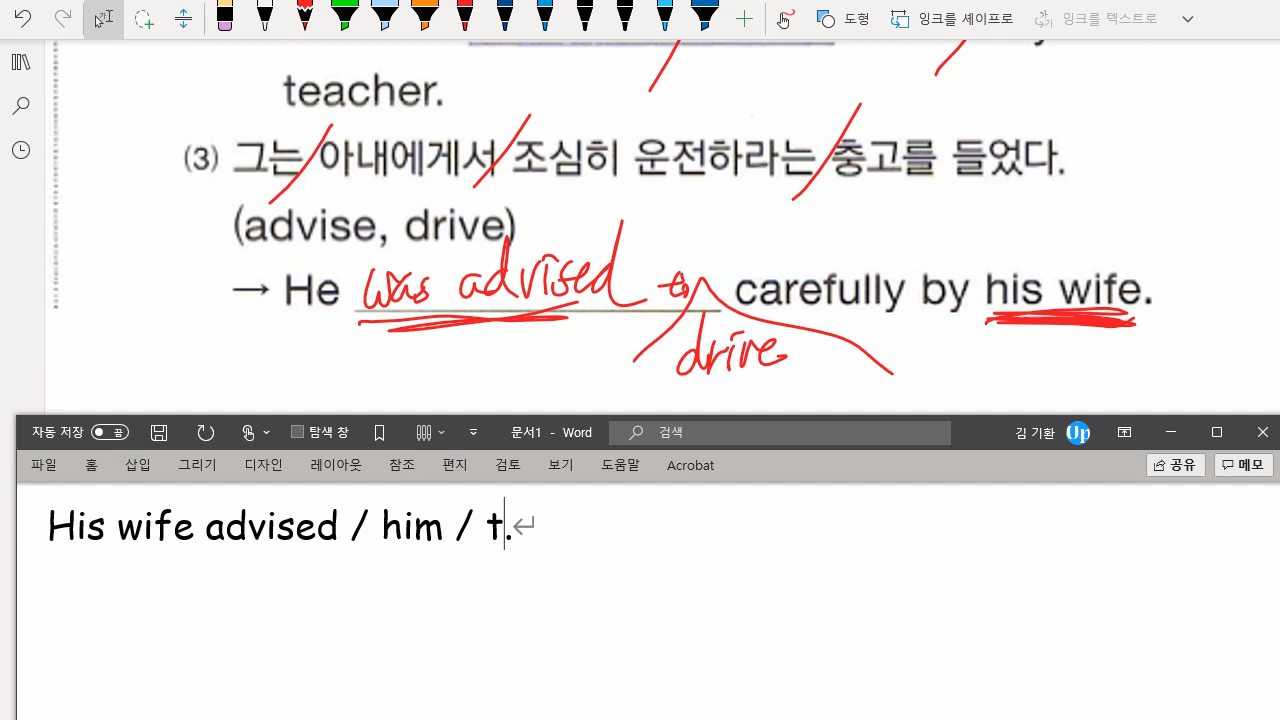 도형
잉크를 셰이프로
잉크를 텍스트로
teacher.
(3) 그는 아내에게서 조심히 운전하라는 충고를 들었다.
(advise, drive)
→ He was advised to carefully by his wife.
drive
자동 저장 끔
탐색 창
문서1 - Word
검색
김 기환
Up
파일 홈 삽입 그리기 디자인 레이아웃 참조 편지 검토 보기 도움말 Acrobat
공유 메모
His wife advised / him / t.